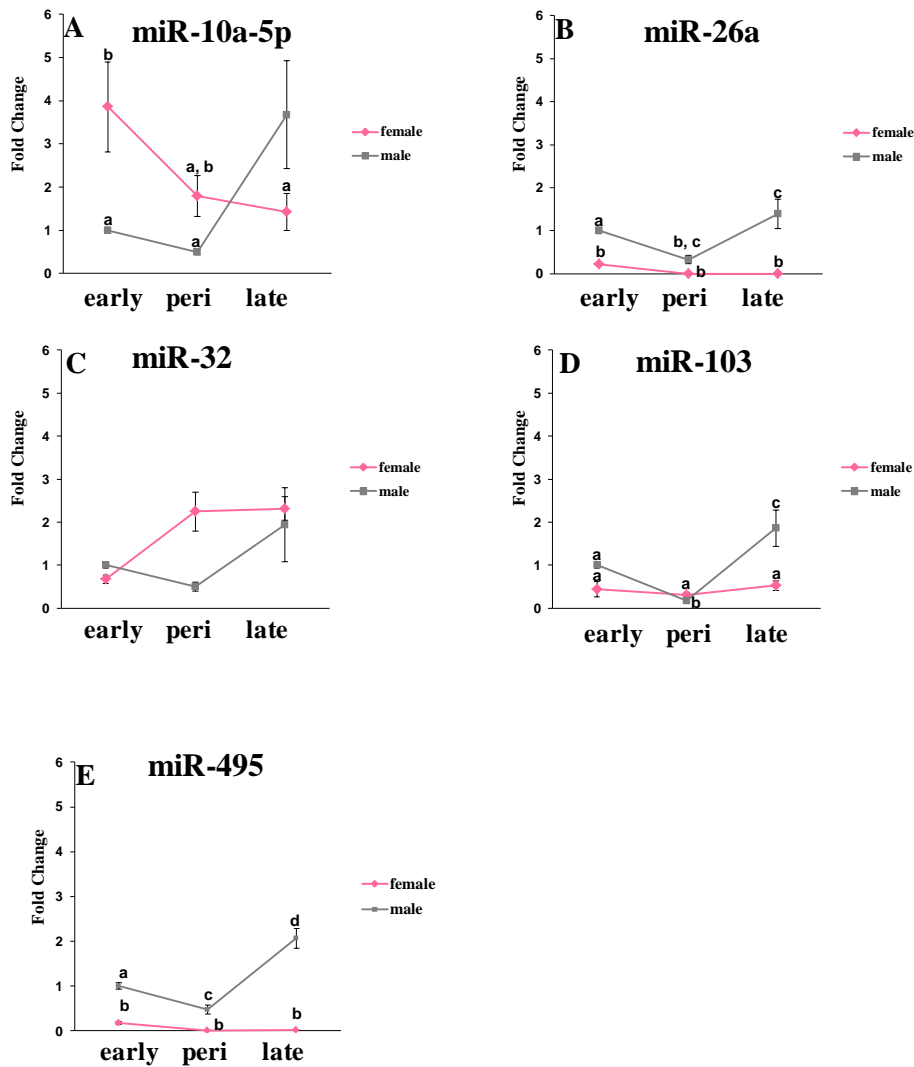 A
miR-10a-5p
6
5
4
3
2
1
0
Fold Change
b
a, b
a
a
a
female
male
early peri late
B
miR-26a
6
5
4
3
2
1
0
Fold Change
a
b, c
c
b
b
b
female
male
early peri late
C
miR-32
6
5
4
3
2
1
0
Fold Change
female
male
early peri late
D
miR-103
6
5
4
3
2
1
0
Fold Change
a
a
a
b
c
a
female
male
early peri late
E
miR-495
6
5
4
3
2
1
0
Fold Change
a
b
c
b
d
b
female
male
early peri late